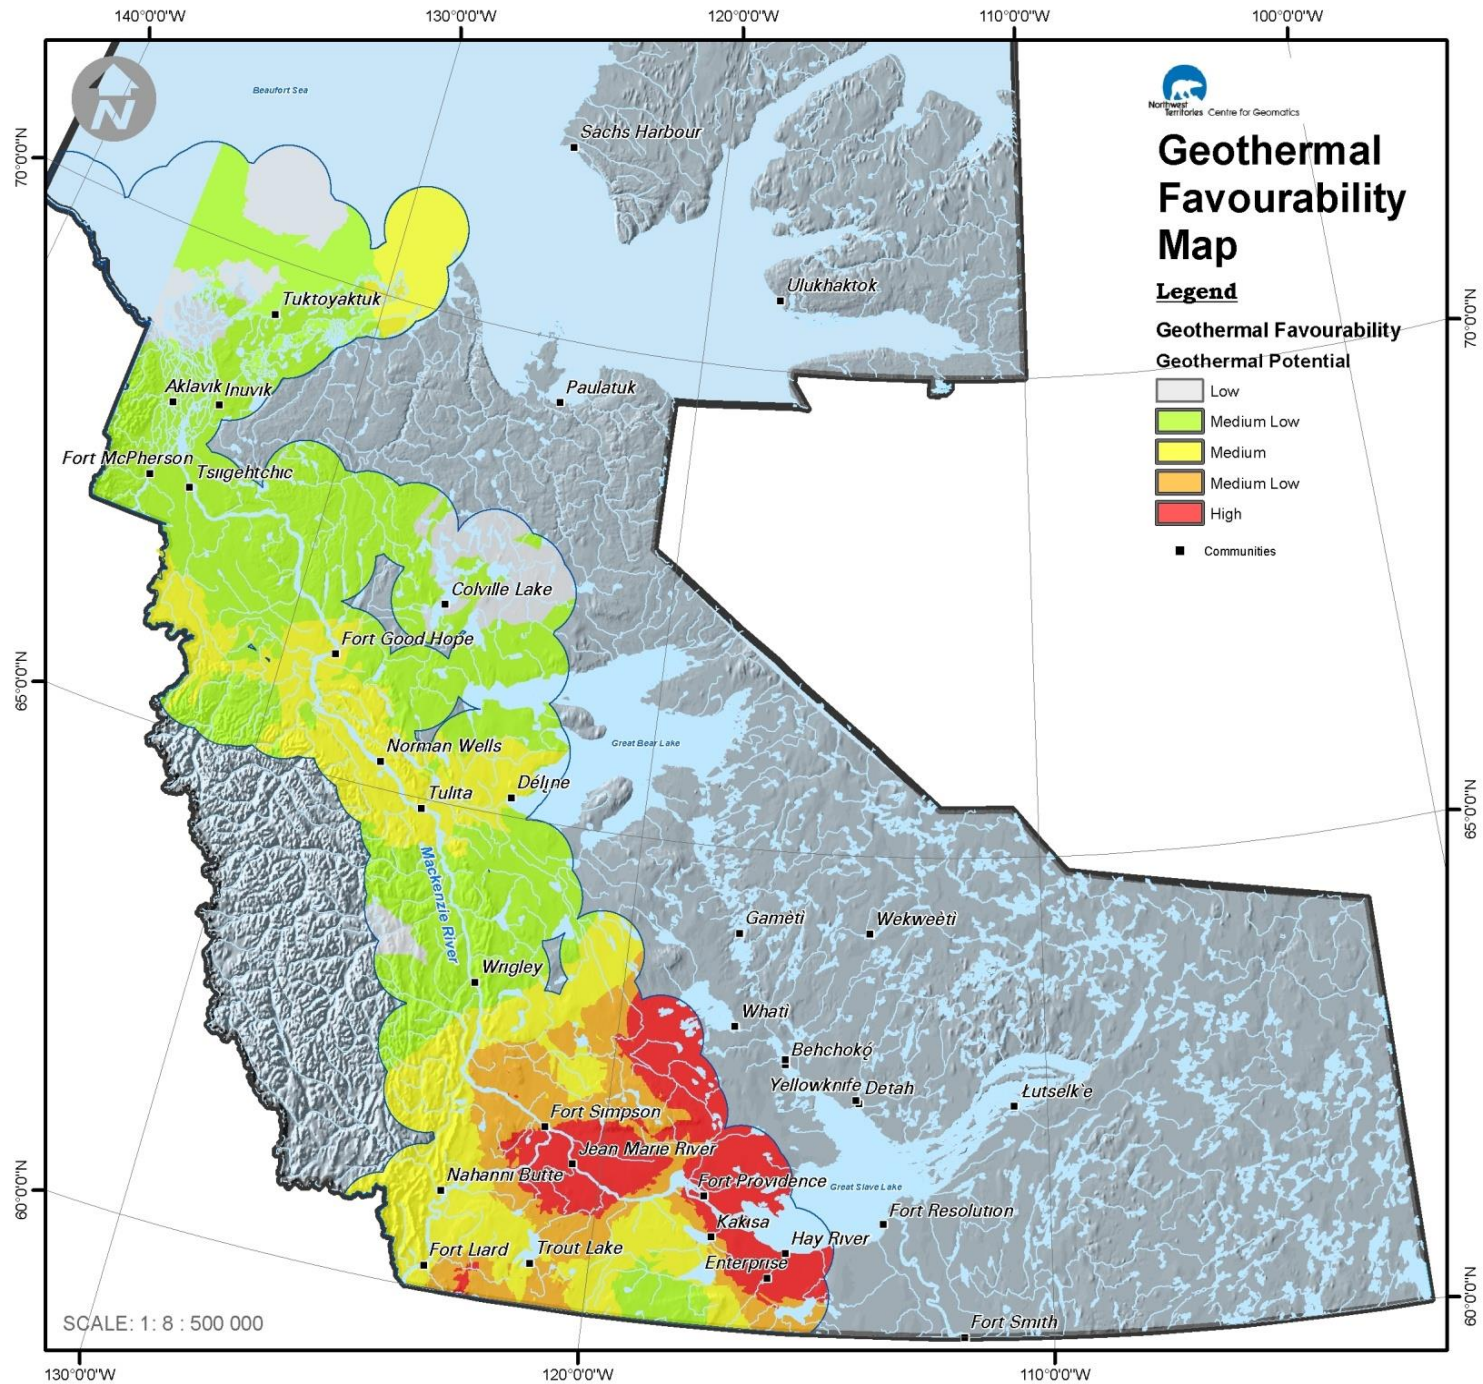 140°0'0"W
130°0'0"W
120°0'0"W
110°0'0"W
100°0'0"W
N
Beaufort Sea
Northwest
Territories Centre for Geomatics
Geothermal
Favourability
Map
Legend
Geothermal Favourability
Geothermal Potential
Low
Medium Low
Medium
Medium Low
High
Communities
70°0'0"N
70°0'0"N
65°0'0"N
65°0'0"N
60°0'0"N
60°0'0"N
Sachs Harbour
Ulukhaktok
Tuktoyaktuk
Aklavik
Inuvik
Paulatuk
Fort McPherson
Tsiigehtchic
Colville Lake
Fort Good Hope
Great Bear Lake
Norman Wells
Délįne
Tulita
Mackenzie River
Gamètì
Wekweètì
Wrigley
Whatì
Behchokǫ́
Yellowknife
Detah
Łutselk'e
Fort Simpson
Jean Marie River
Nahanni Butte
Fort Providence
Great Slave Lake
Fort Resolution
Kakisa
Hay River
Fort Liard
Trout Lake
Enterprise
Fort Smith
SCALE: 1: 8 : 500 000
130°0'0"W
120°0'0"W
110°0'0"W